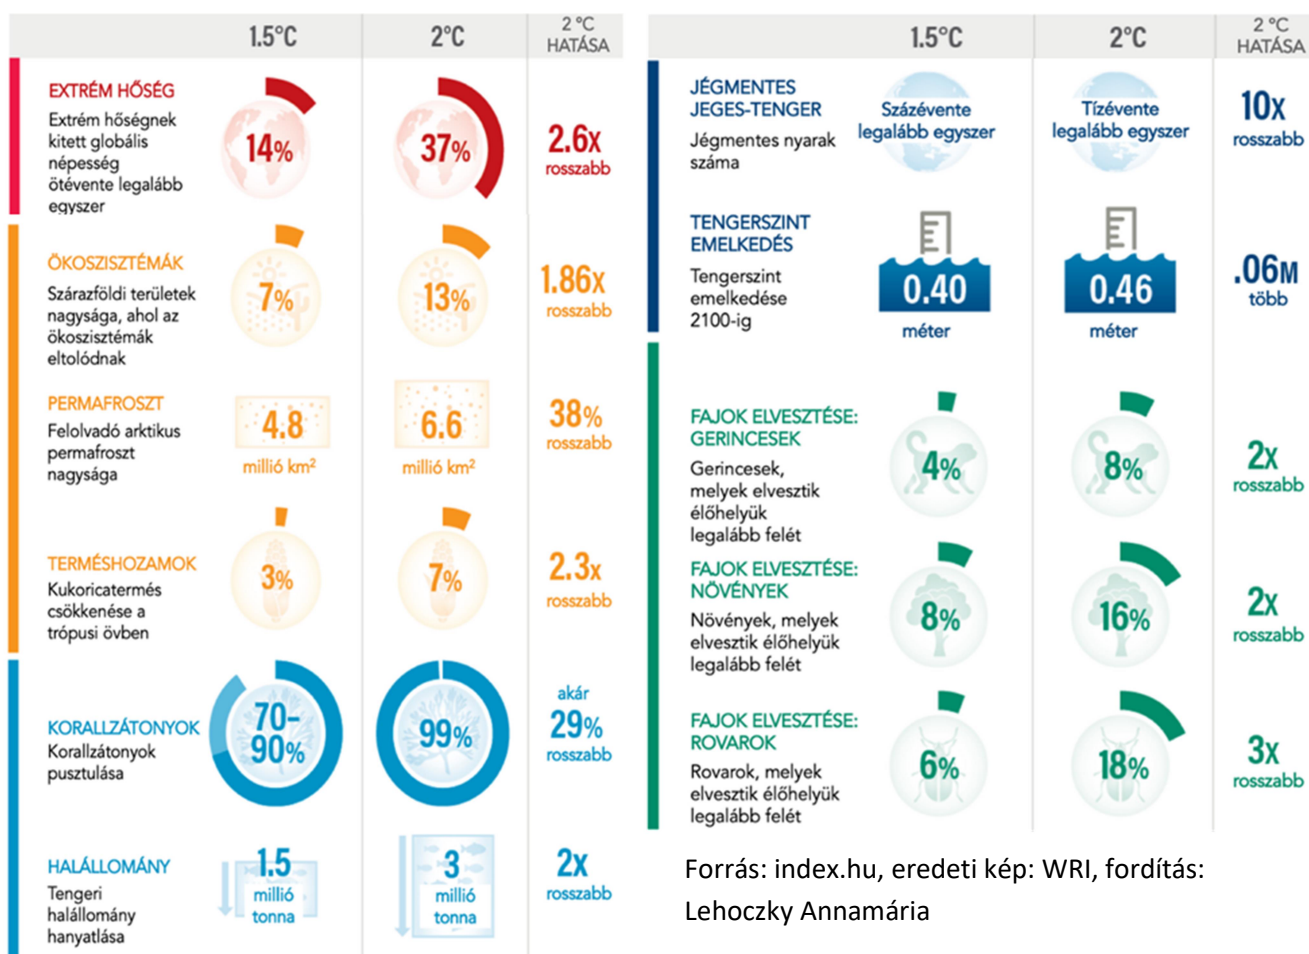 1.5°C
2°C
2 °C
HATÁSA
EXTRÉM HŐSÉG
Extrém hőségnek
kitett globális
népesség
ötévente legalább
egyszer
14%
37%
2.6x
rosszabb
ÖKOSZISZTÉMÁK
Szárazföldi területek
nagysága, ahol az
ökoszisztémák
eltolódnak
7%
13%
1.86x
rosszabb
PERMAFROSZT
Felolvadó arktikus
permafroszt
nagysága
4.8
millió km²
6.6
millió km²
38%
rosszabb
TERMÉSHOZAMOK
Kukoricatermés
csökkenése a
trópusi övben
3%
7%
2.3x
rosszabb
KORALLZÁTONYOK
Korallzátonyok
pusztulása
70–
90%
99%
akár
29%
rosszabb
HALÁLLOMÁNY
Tengeri
halállomány
hanyatlása
1.5
millió
tonna
3
millió
tonna
2x
rosszabb
1.5°C
2°C
2 °C
HATÁSA
JÉGMENTES
JEGES-TENGER
Jégmentes nyarak
száma
Százévente
legalább egyszer
Tízévente
legalább egyszer
10x
rosszabb
TENGERSZINT
EMELKEDÉS
Tengerszint
emelkedése
2100-ig
0.40
méter
0.46
méter
.06M
több
FAJOK ELVESZTÉSE:
GERINCESEK
Gerincesek,
melyek elvesztik
élőhelyük
legalább felét
4%
8%
2x
rosszabb
FAJOK ELVESZTÉSE:
NÖVÉNYEK
Növények, melyek
elvesztik élőhelyük
legalább felét
8%
16%
2x
rosszabb
FAJOK ELVESZTÉSE:
ROVAROK
Rovarok, melyek
elvesztik élőhelyük
legalább felét
6%
18%
3x
rosszabb
Forrás: index.hu, eredeti kép: WRI, fordítás:
Lehoczky Annamária